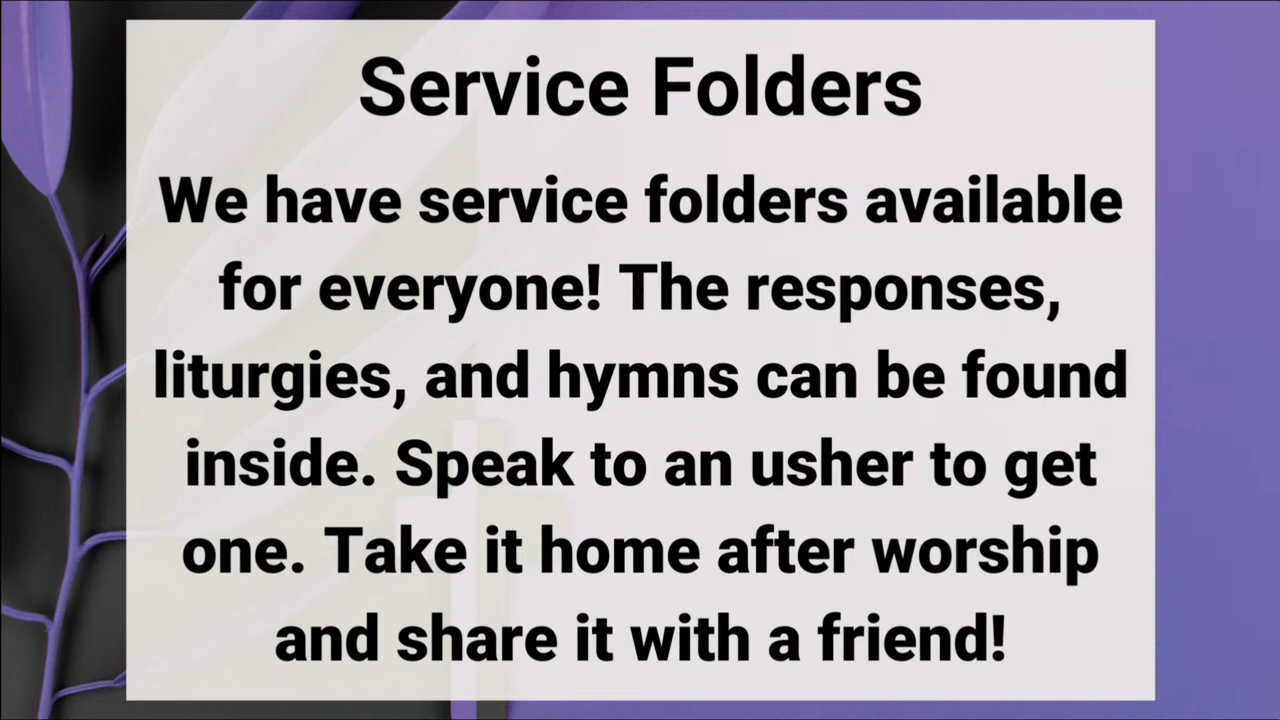 Service Folders
We have service folders available
for everyone! The responses,
liturgies, and hymns can be found
inside. Speak to an usher to get
one. Take it home after worship
and share it with a friend!